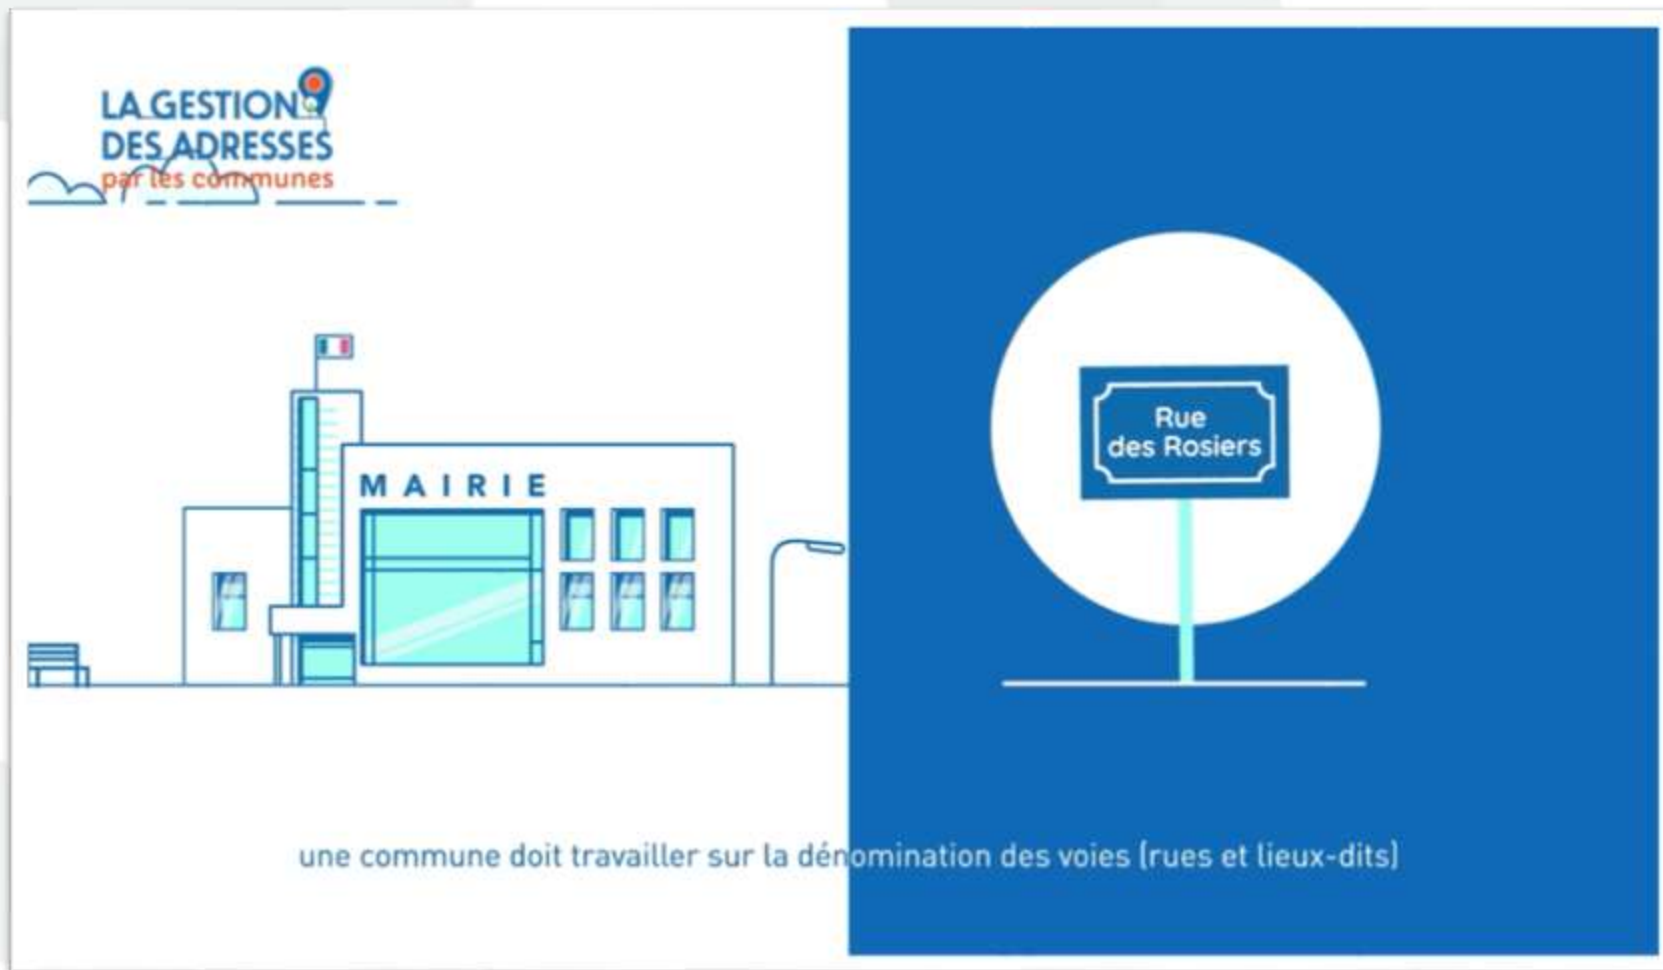 LA GESTION
DES ADRESSES
par les communes
MAIRIE
Rue
des Rosiers
une commune doit travailler sur la dénomination des voies (rues et lieux-dits)